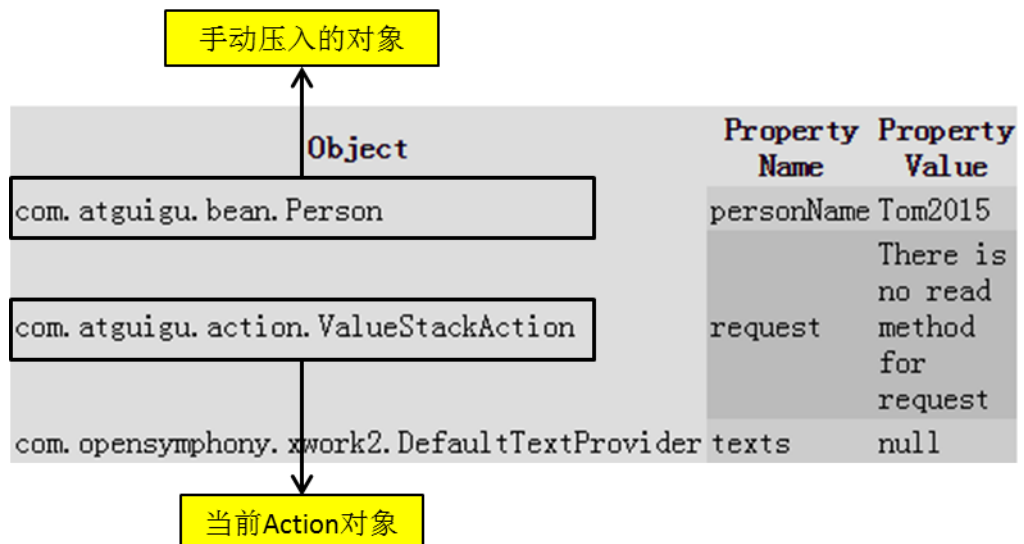 手动压入的对象
Object
Property Name
Property Value
com.atguigu.bean.Person
personName
Tom2015
com.atguigu.action.ValueStackAction
request
There is
no read
method
for
request
com.opensymphony.xwork2.DefaultTextProvider
texts
null
当前Action对象